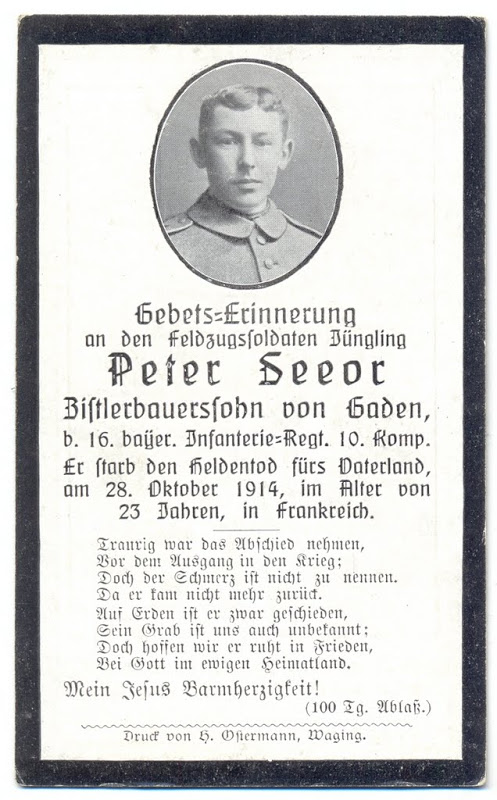 Gebets-Erinnerung
an den Feldzugssoldaten Jüngling
Peter Seeor
Zistlerbauerssohn von Gaden,
b. 16. bayer. Infanterie-Regt. 10. Komp.
Er starb den Heldentod fürs Vaterland,
am 28. Oktober 1914, im Alter von
23 Jahren, in Frankreich.
Traurig war das Abschied nehmen,
Vor dem Ausgang in den Krieg;
Doch der Schmerz ist nicht zu nennen.
Da er kam nicht mehr zurück.
Auf Erden ist er zwar geschieden,
Sein Grab ist uns auch unbekannt;
Doch hoffen wir er ruht in Frieden,
Bei Gott im ewigen Heimatland.
Mein Jesus Barmherzigkeit!
(100 Tg. Ablaß.)
Druck von H. Ostermann, Waging.